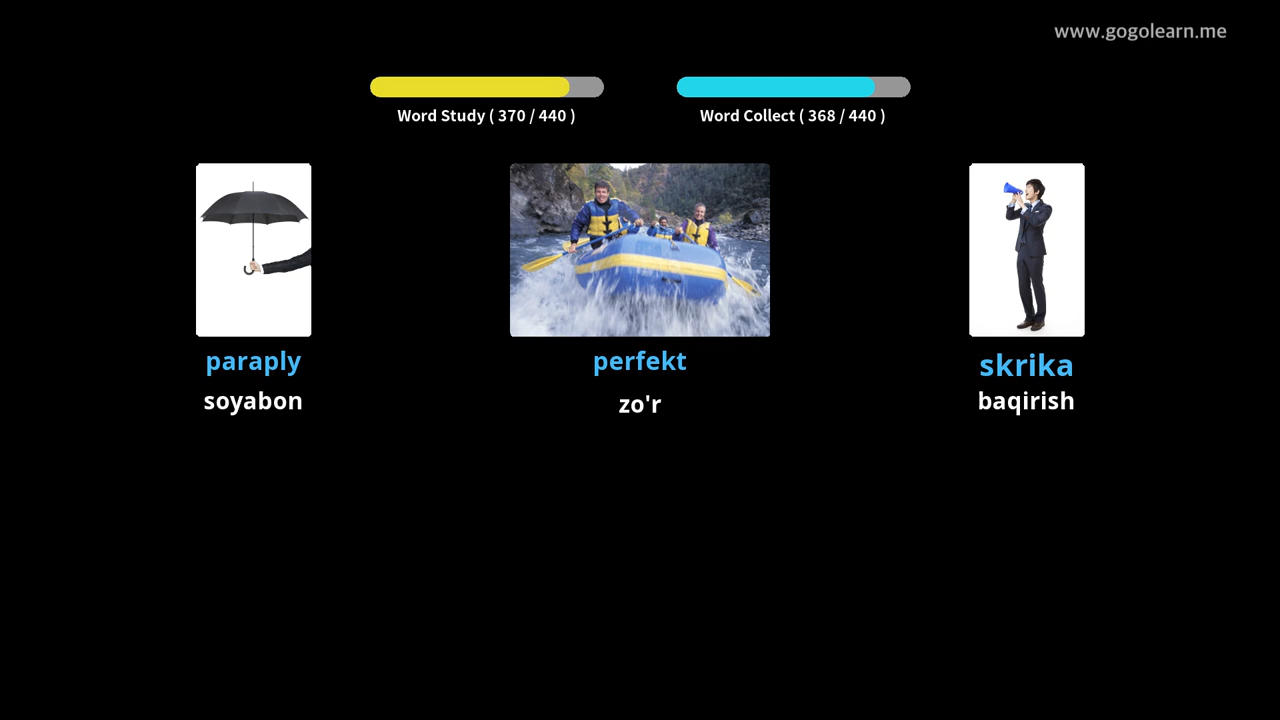 www.gogolearn.me
Word Study ( 370 / 440 )
Word Collect ( 368 / 440 )
paraply
soyabon
perfekt
zo'r
skrika
baqirish